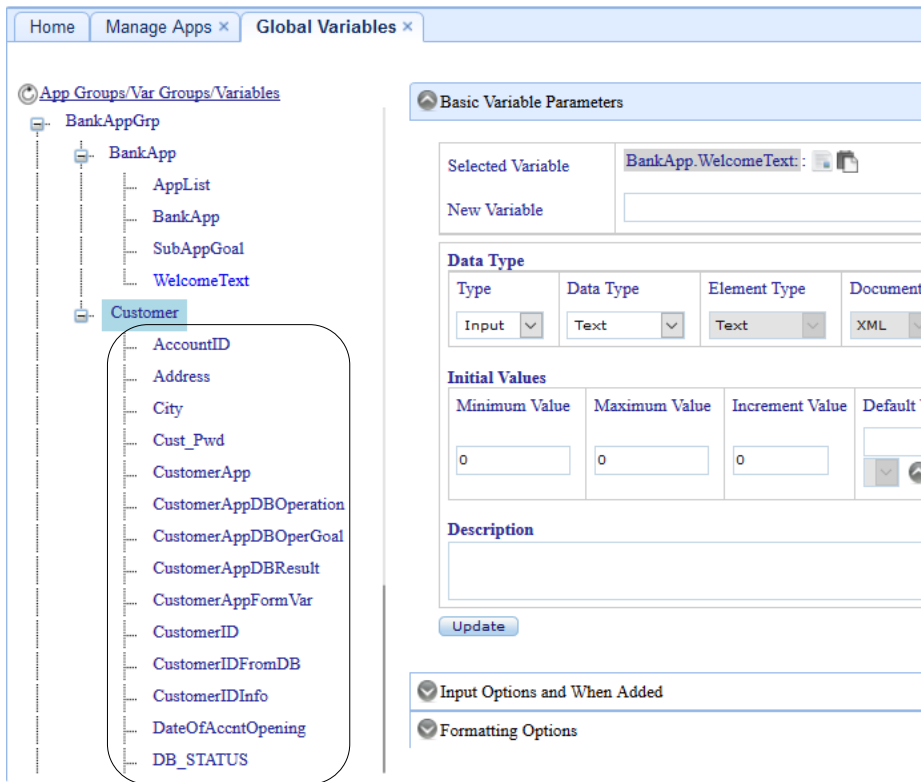 Home Manage Apps × Global Variables ×
App Groups/Var Groups/Variables
BankAppGrp
BankApp
AppList
BankApp
SubAppGoal
WelcomeText
Customer
AccountID
Address
City
Cust_Pwd
CustomerApp
CustomerAppDBOperation
CustomerAppDBOperGoal
CustomerAppDBResult
CustomerAppFormVar
CustomerID
CustomerIDFromDB
CustomerIDInfo
DateOfAccntOpening
DB_STATUS
Basic Variable Parameters
Selected Variable BankApp.WelcomeText: :
New Variable
Data Type
Type Data Type Element Type Document
Input Text Text XML
Initial Values
Minimum Value Maximum Value Increment Value Default
0 0 0
Description
Update
Input Options and When Added
Formatting Options